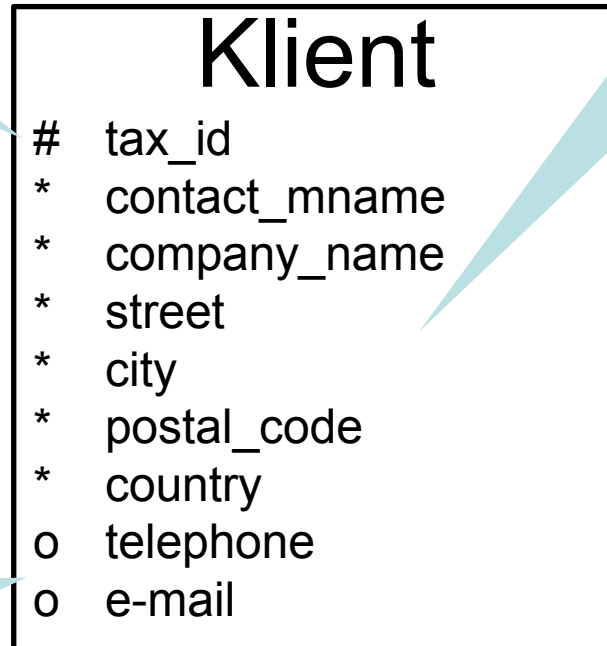 Klient
# tax_id
* contact_mname
* company_name
* street
* city
* postal_code
* country
o telephone
o e-mail